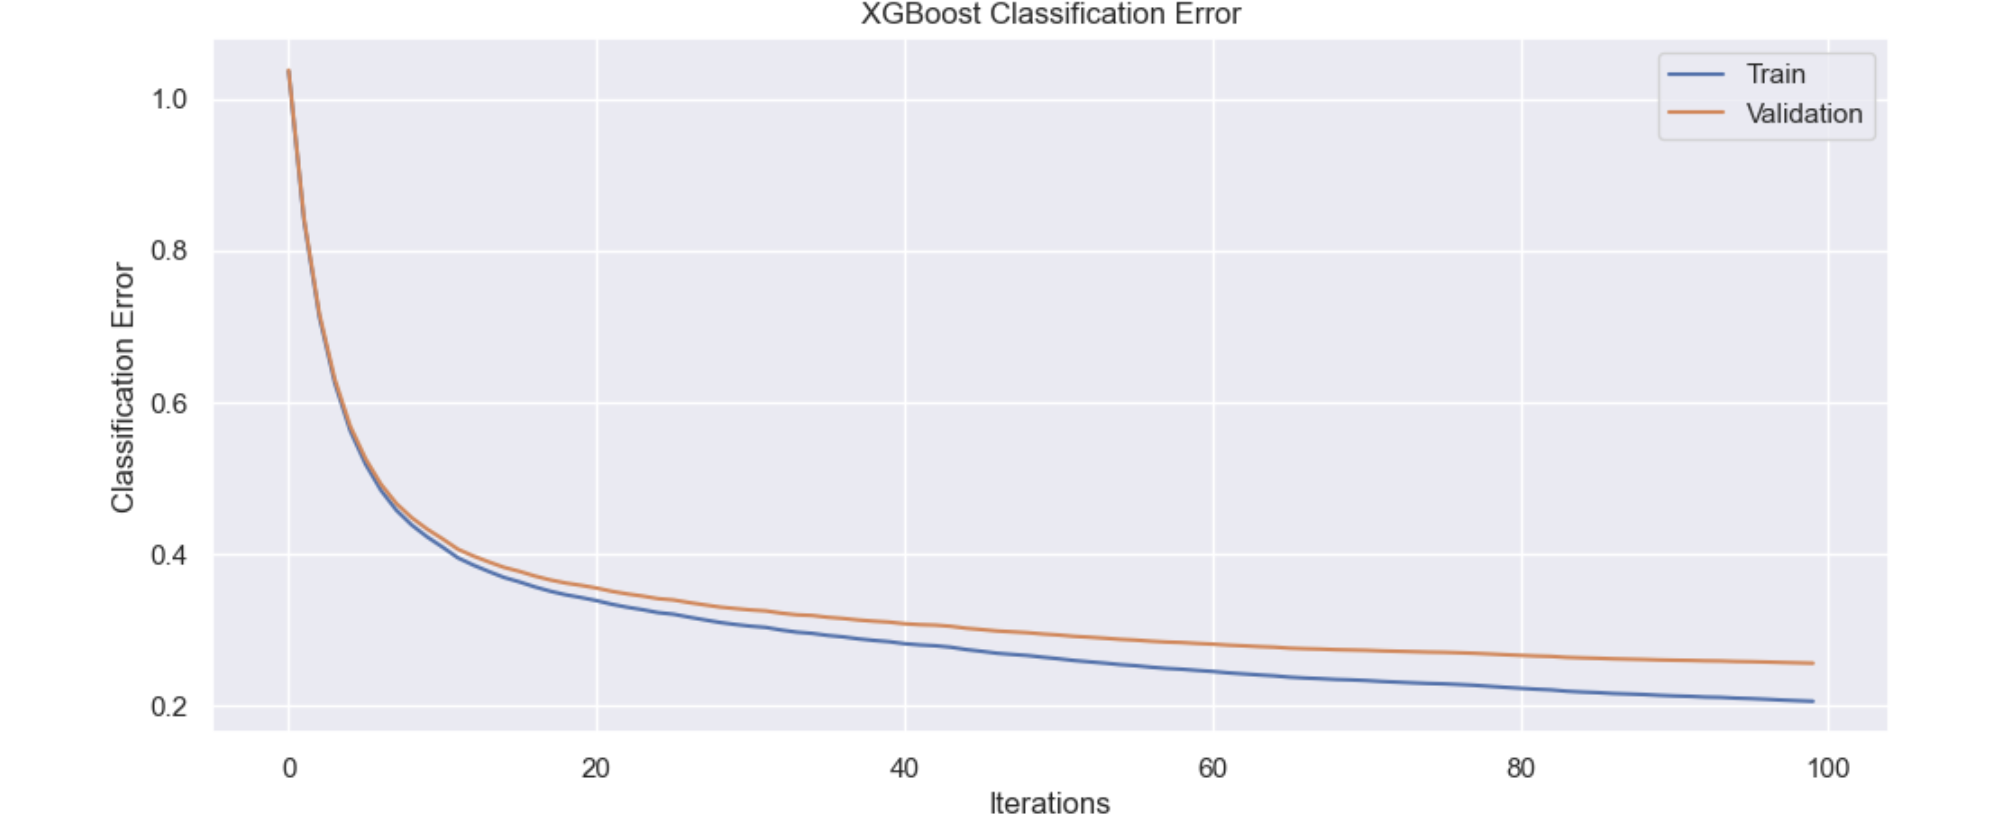 XGBoost Classification Error
Train
Validation
Classification Error
1.0
0.8
0.6
0.4
0.2
0 20 40 60 80 100
Iterations